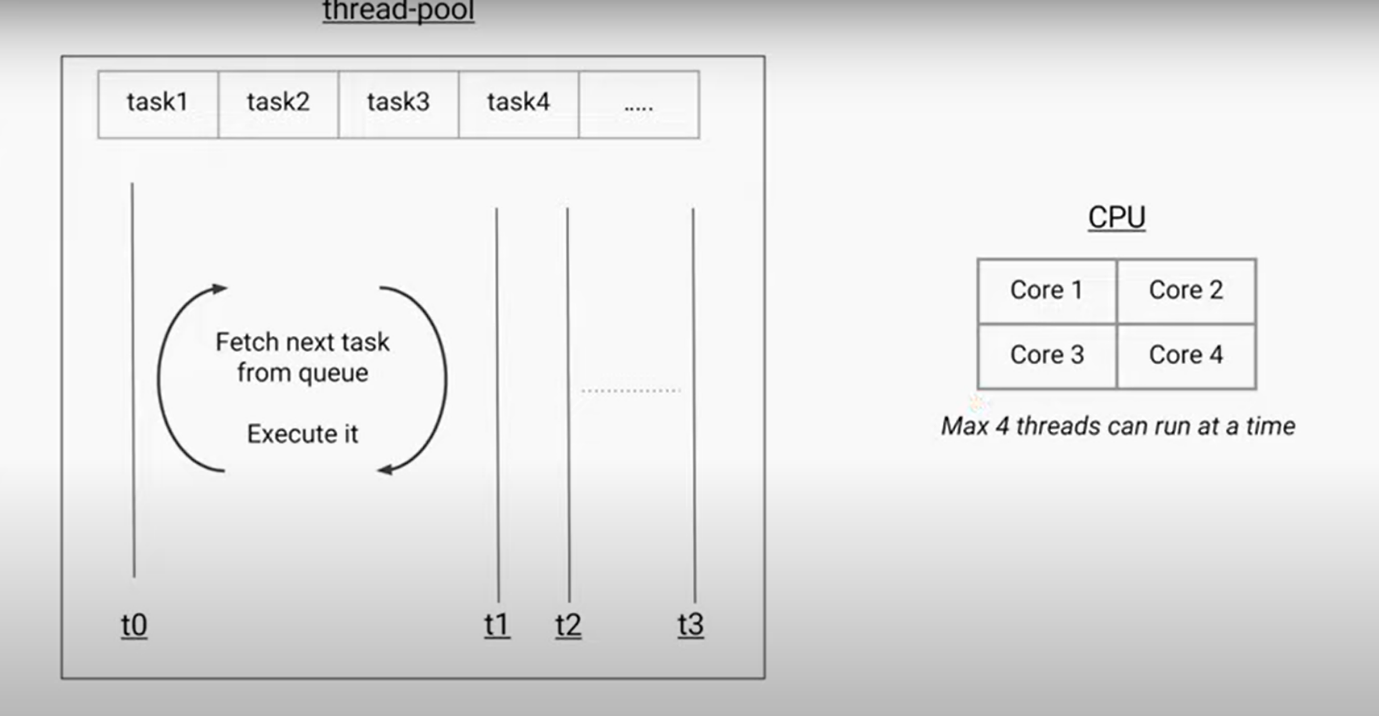 thread-pool
task1 task2 task3 task4 .....
CPU
Core 1 Core 2
Fetch next task
from queue
Core 3 Core 4
Execute it
Max 4 threads can run at a time
t0 t1 t2 t3